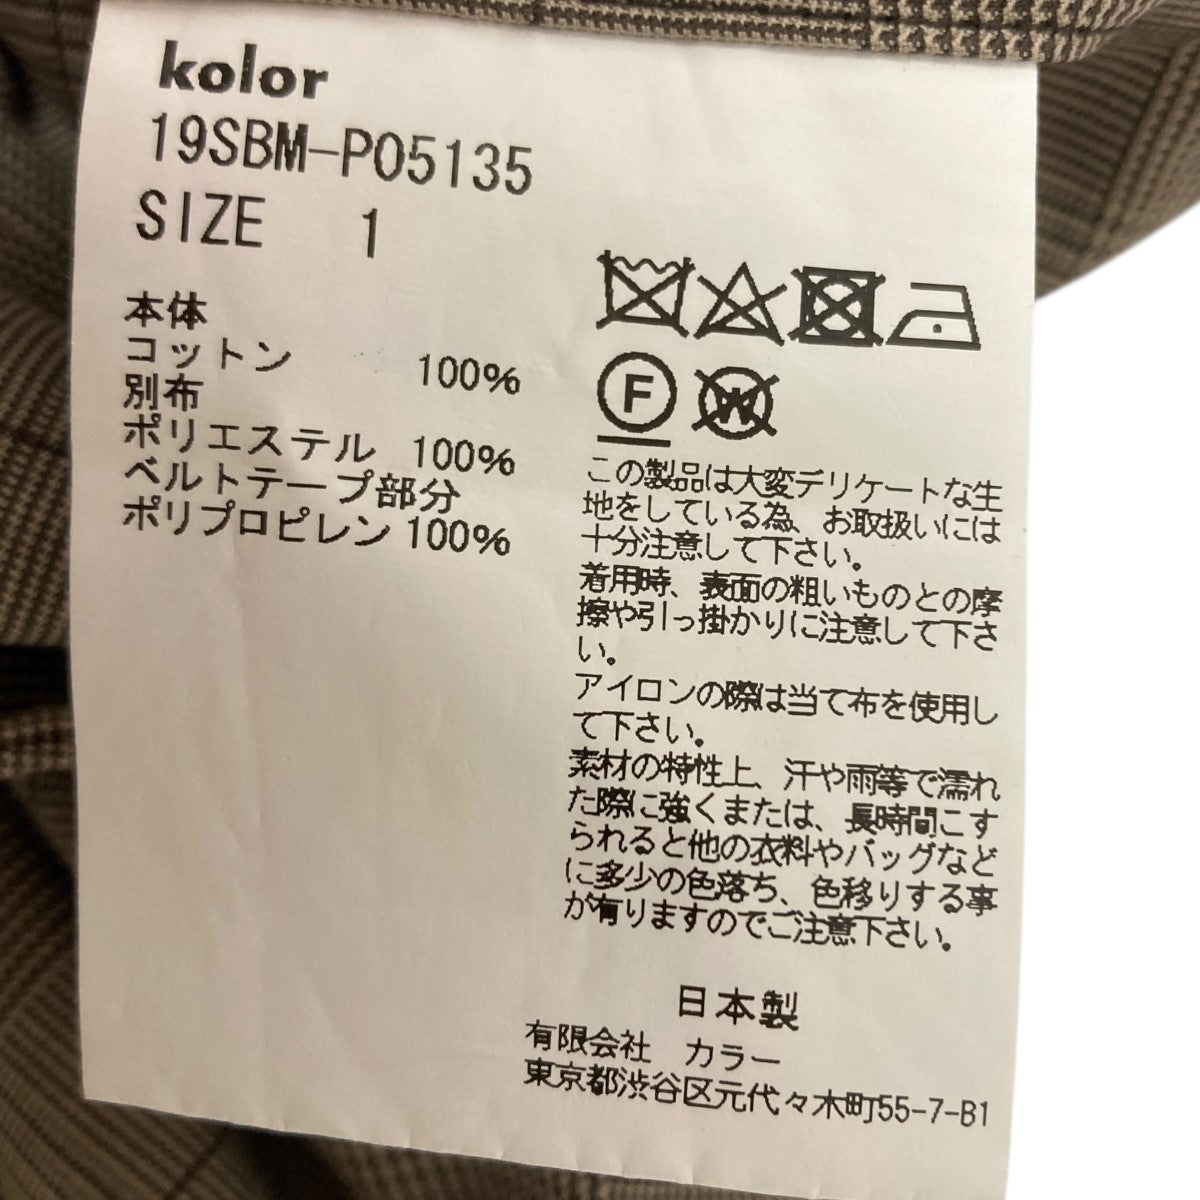 kolor
19SBM-P05135
SIZE 1
本体
コットン 100%
別布
ポリエステル 100%
ベルトテープ部分
ポリプロピレン 100%
F
W
この製品は大変デリケートな生
地をしている為、お取扱いには
十分注意して下さい。
着用時、表面の粗いものとの摩
擦や引っ掛かりに注意して下さ
い。
アイロンの際は当て布を使用し
て下さい。
素材の特性上、汗や雨等で濡れ
た際に強くまたは、長時間こす
られると他の衣料やバッグなど
に多少の色落ち、色移りする事
が有りますのでご注意下さい。
日本製
有限会社 カラー
東京都渋谷区元代々木町55-7-B1